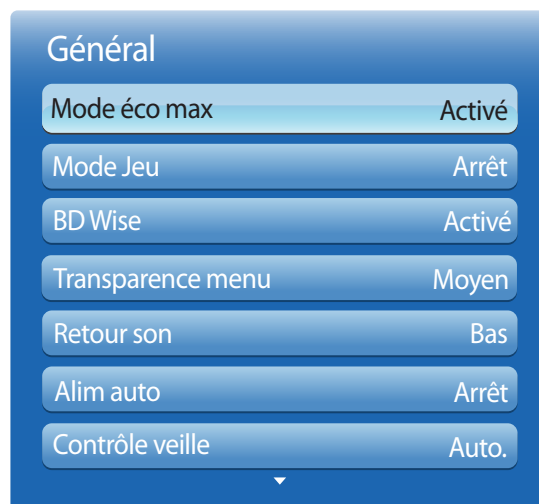 Général
Mode éco max Activé
Mode Jeu Arrêt
BD Wise Activé
Transparence menu Moyen
Retour son Bas
Alim auto Arrêt
Contrôle veille Auto.